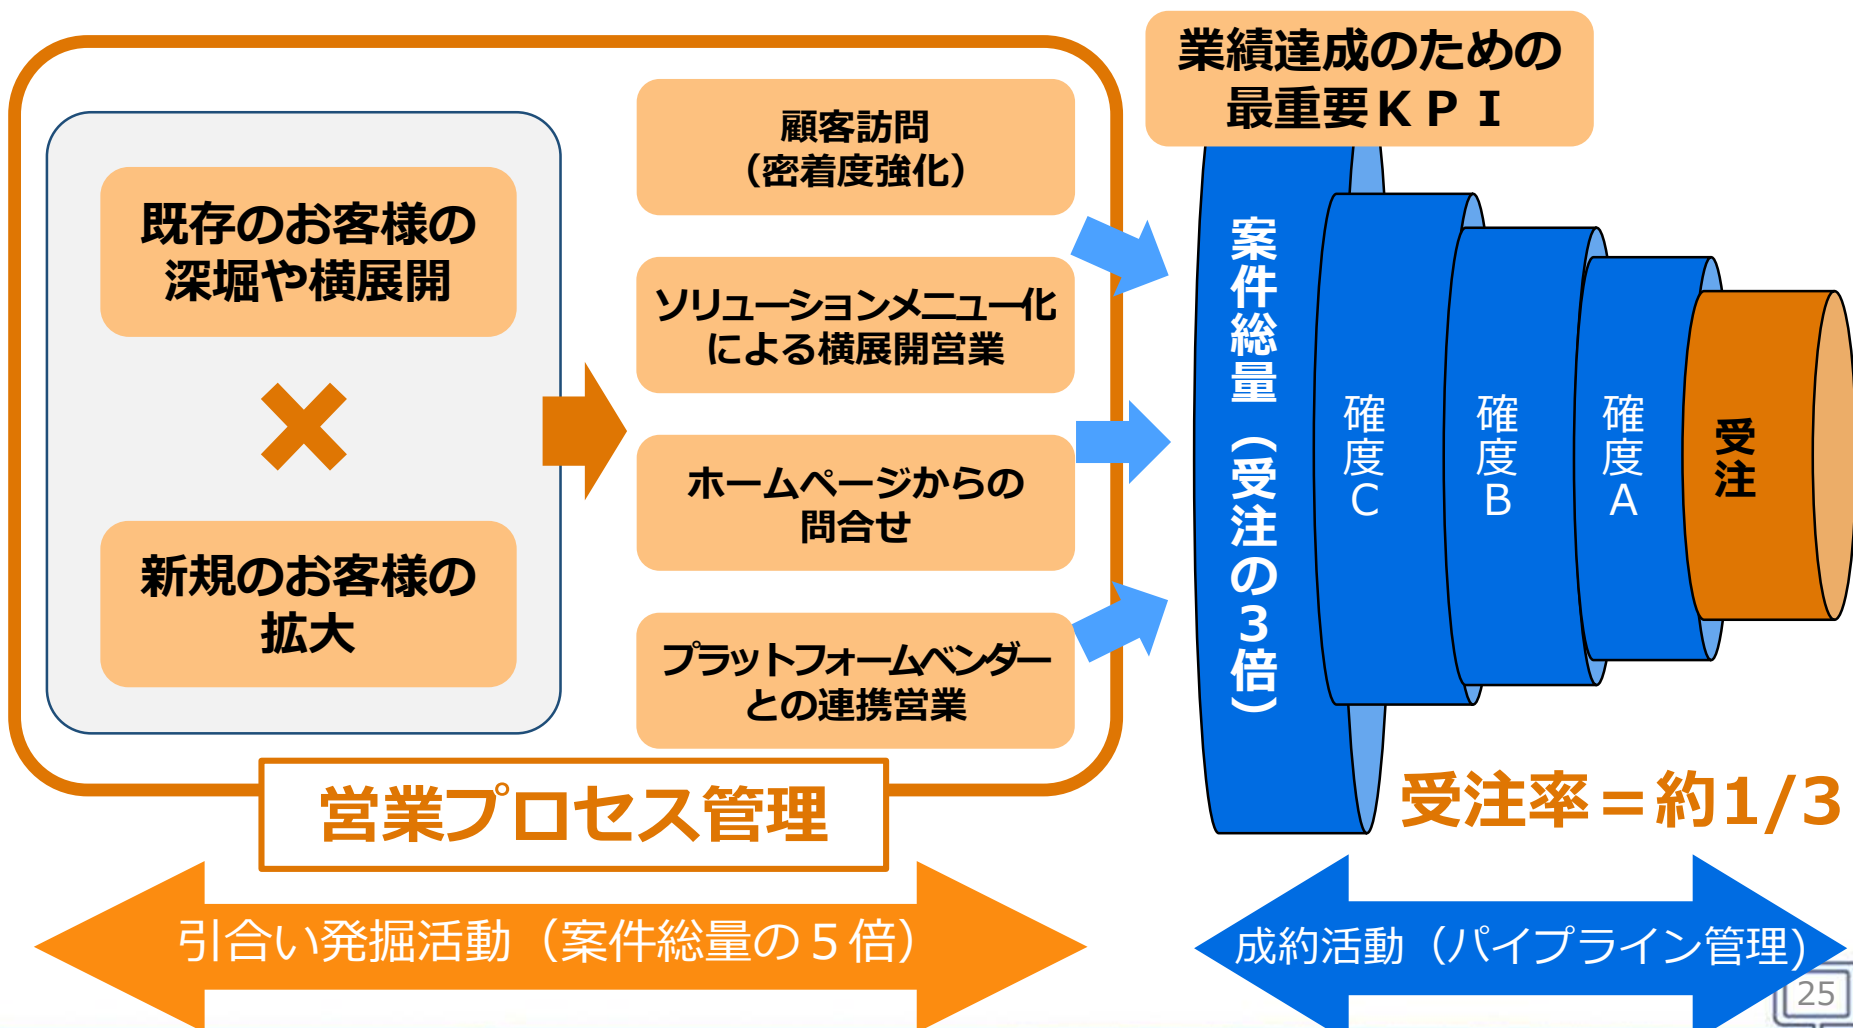 業績達成のための
最重要ＫＰＩ
既存のお客様の
深堀や横展開
新規のお客様の
拡大
顧客訪問
（密着度強化）
ソリューションメニュー化
による横展開営業
ホームページからの
問合せ
プラットフォームベンダー
との連携営業
案件総量（受注の３倍）
確度Ｃ
確度Ｂ
確度Ａ
受注
営業プロセス管理
受注率＝約1/3
引合い発掘活動（案件総量の５倍）
成約活動（パイプライン管理)
25